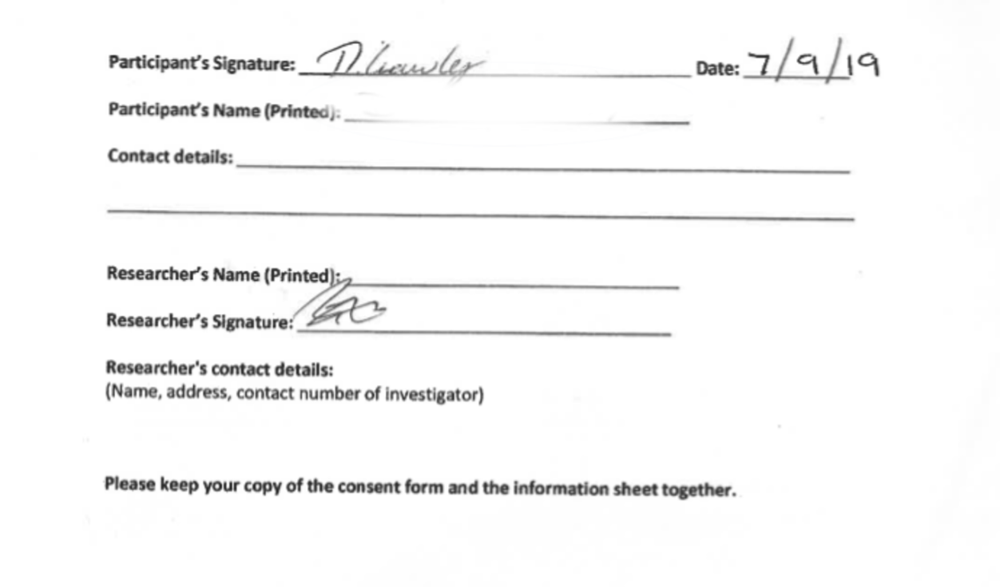 Participant's Signature: D. Date: 7/9/19
Participant's Name (Printed):
Contact details:
Researcher's Name (Printed):
Researcher's Signature:
Researcher's contact details:
(Name, address, contact number of investigator)
Please keep your copy of the consent form and the information sheet together.